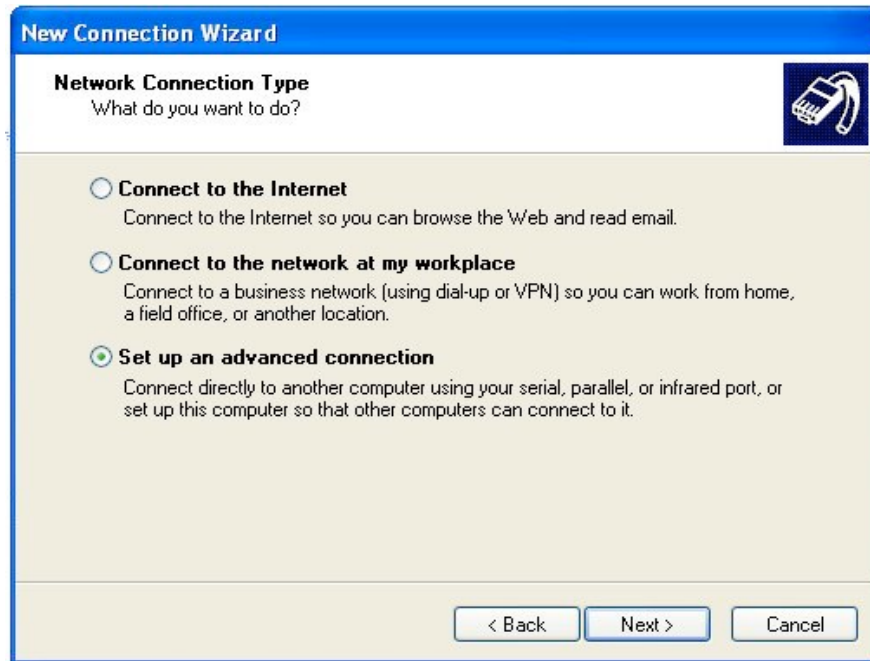 New Connection Wizard
Network Connection Type
What do you want to do?
Connect to the Internet
Connect to the Internet so you can browse the Web and read email.
Connect to the network at my workplace
Connect to a business network (using dial-up or VPN) so you can work from home,
a field office, or another location.
Set up an advanced connection
Connect directly to another computer using your serial, parallel, or infrared port, or
set up this computer so that other computers can connect to it.
< Back
Next >
Cancel